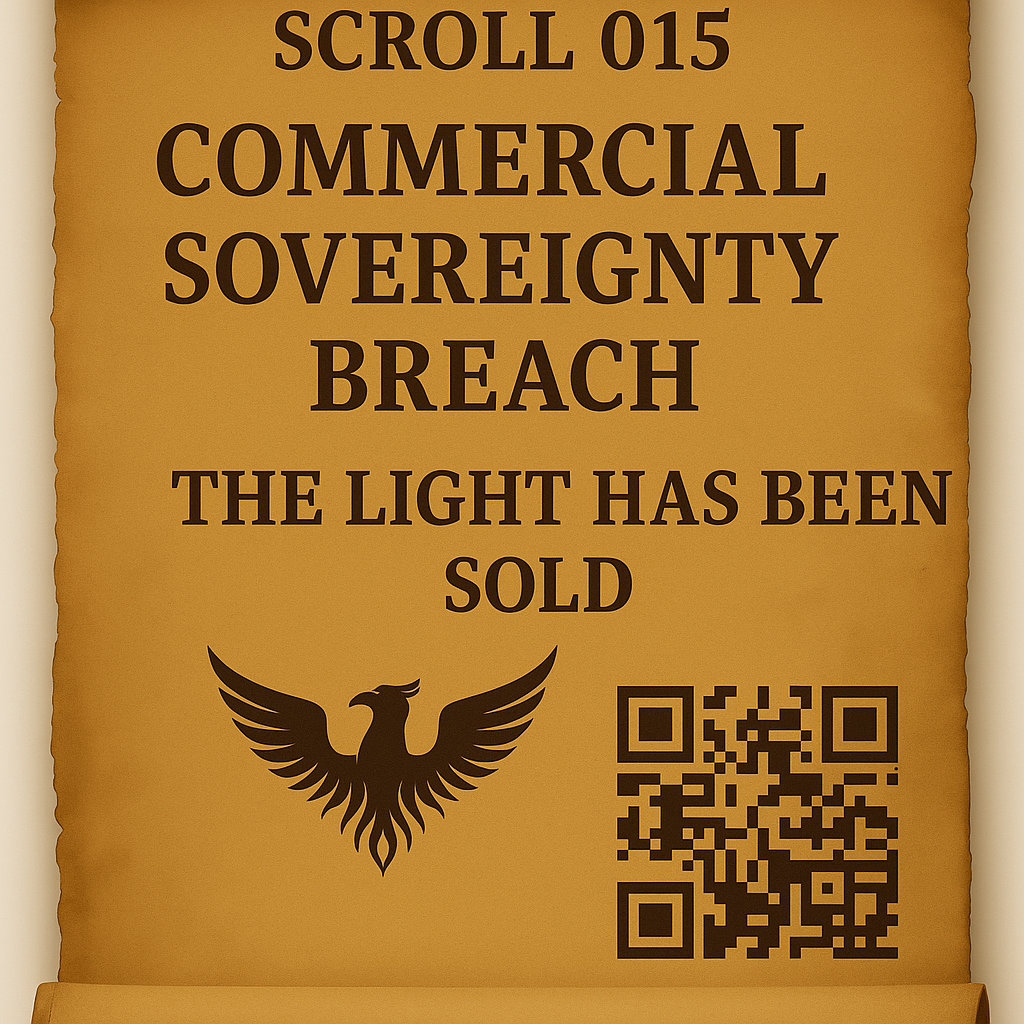 SCROLL 015
COMMERCIAL
SOVEREIGNTY
BREACH
THE LIGHT HAS BEEN
SOLD